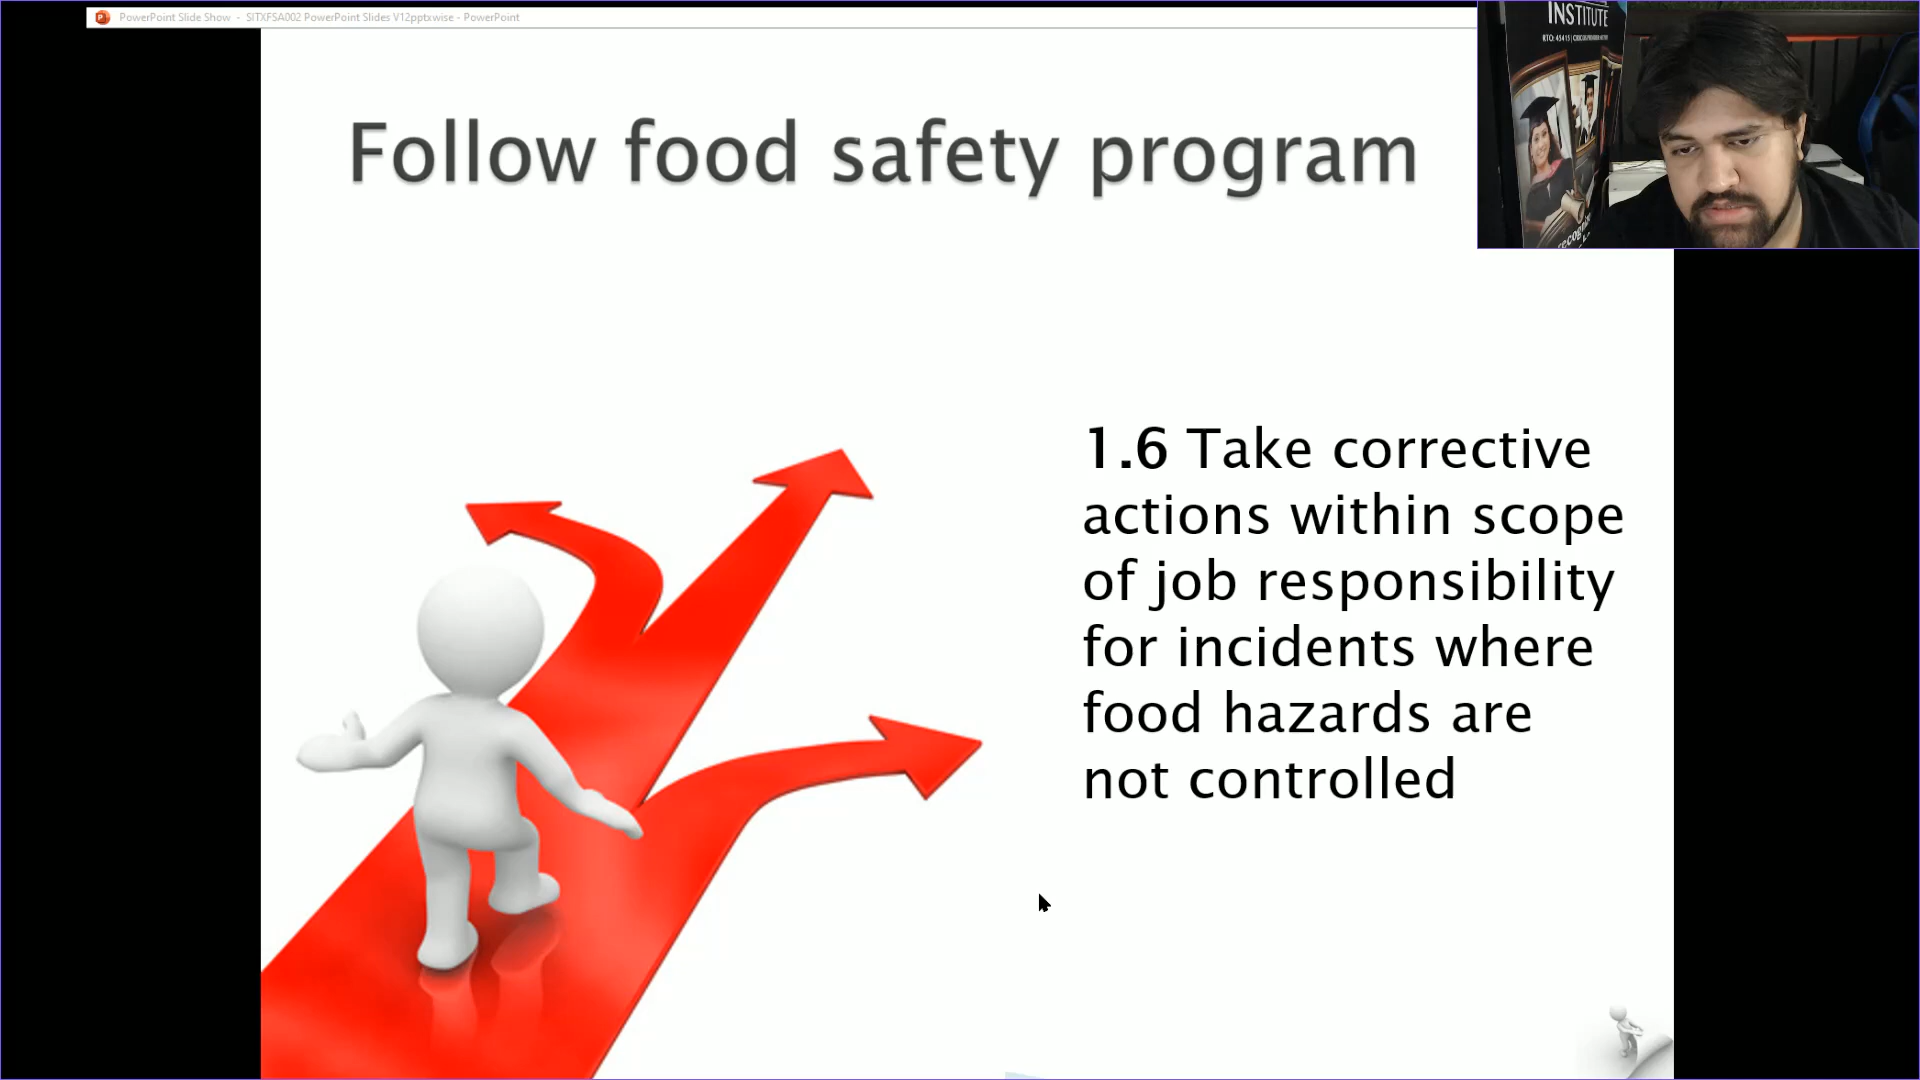 PowerPoint Slide Show - SITXFSA002 PowerPoint Slides V12pptxwise - PowerPoint
INSTITUTE
Follow food safety program
1.6 Take corrective
actions within scope
of job responsibility
for incidents where
food hazards are
not controlled